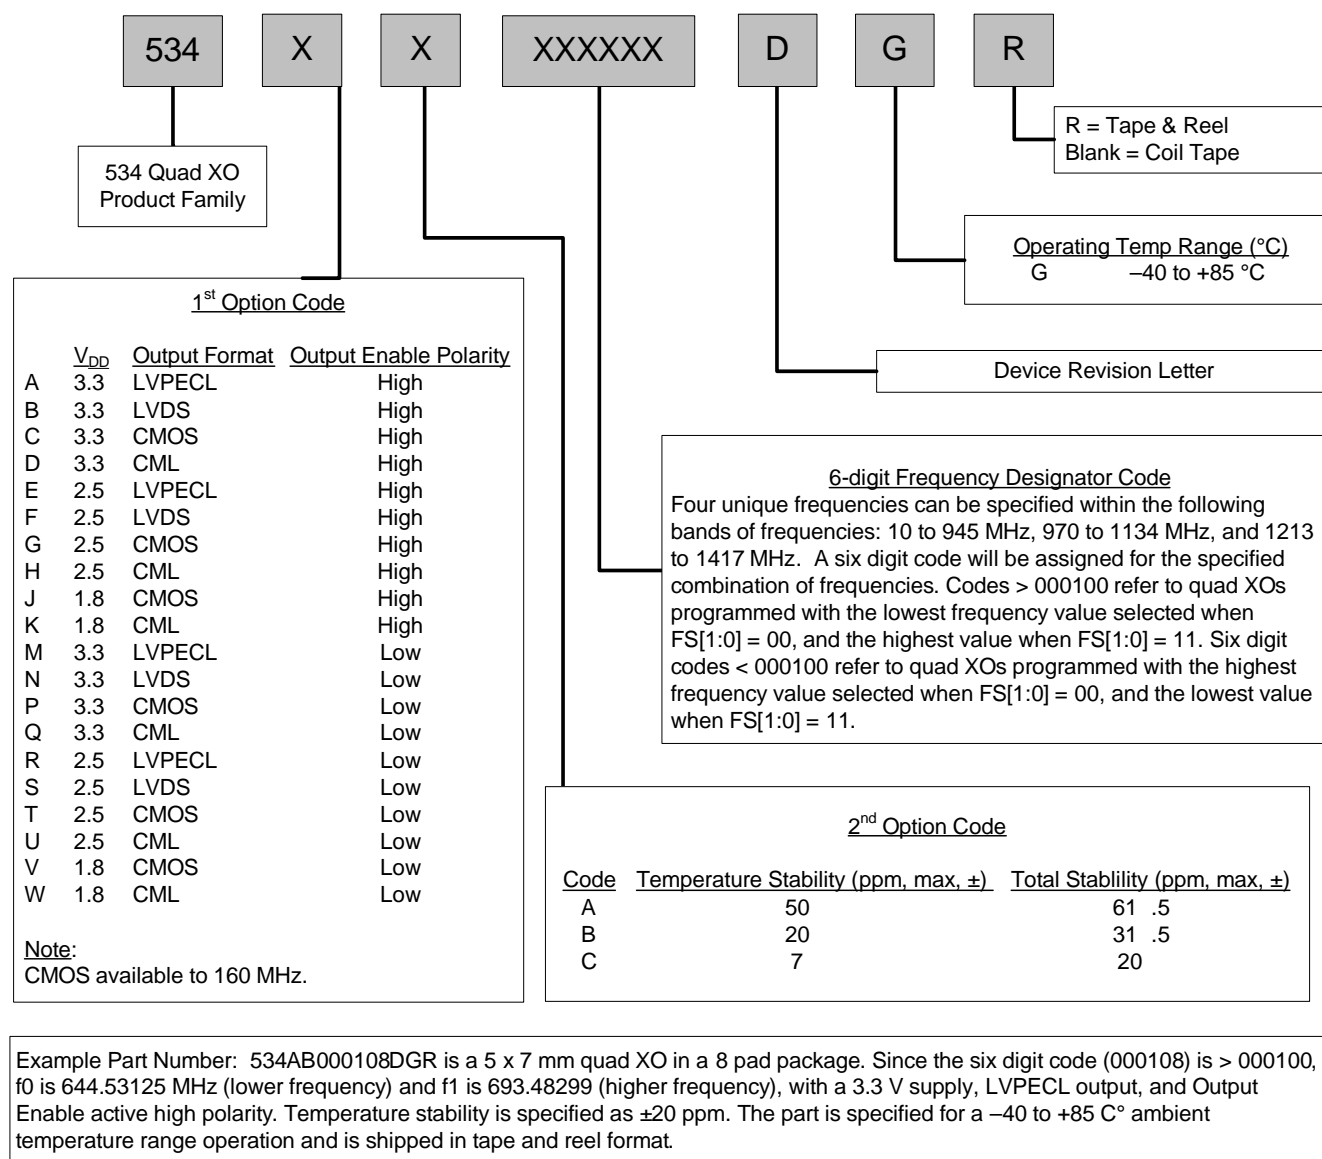 534 X X XXXXXX D G R
R = Tape & Reel
Blank = Coil Tape
534 Quad XO
Product Family
Operating Temp Range (°C)
G –40 to +85 °C
Device Revision Letter
1st Option Code
VDD Output Format Output Enable Polarity
A 3.3 LVPECL High
B 3.3 LVDS High
C 3.3 CMOS High
D 3.3 CML High
E 2.5 LVPECL High
F 2.5 LVDS High
G 2.5 CMOS High
H 2.5 CML High
J 1.8 CMOS High
K 1.8 CML High
M 3.3 LVPECL Low
N 3.3 LVDS Low
P 3.3 CMOS Low
Q 3.3 CML Low
R 2.5 LVPECL Low
S 2.5 LVDS Low
T 2.5 CMOS Low
U 2.5 CML Low
V 1.8 CMOS Low
W 1.8 CML Low
Note:
CMOS available to 160 MHz.
6-digit Frequency Designator Code
Four unique frequencies can be specified within the following
bands of frequencies: 10 to 945 MHz, 970 to 1134 MHz, and 1213
to 1417 MHz. A six digit code will be assigned for the specified
combination of frequencies. Codes > 000100 refer to quad XOs
programmed with the lowest frequency value selected when
FS[1:0] = 00, and the highest value when FS[1:0] = 11. Six digit
codes < 000100 refer to quad XOs programmed with the highest
frequency value selected when FS[1:0] = 00, and the lowest value
when FS[1:0] = 11.
2nd Option Code
Code Temperature Stability (ppm, max, ±) Total Stablility (ppm, max, ±)
A 50 61 .5
B 20 31 .5
C 7 20
Example Part Number: 534AB000108DGR is a 5 x 7 mm quad XO in a 8 pad package. Since the six digit code (000108) is > 000100,
f0 is 644.53125 MHz (lower frequency) and f1 is 693.48299 (higher frequency), with a 3.3 V supply, LVPECL output, and Output
Enable active high polarity. Temperature stability is specified as ±20 ppm. The part is specified for a –40 to +85 C° ambient
temperature range operation and is shipped in tape and reel format.